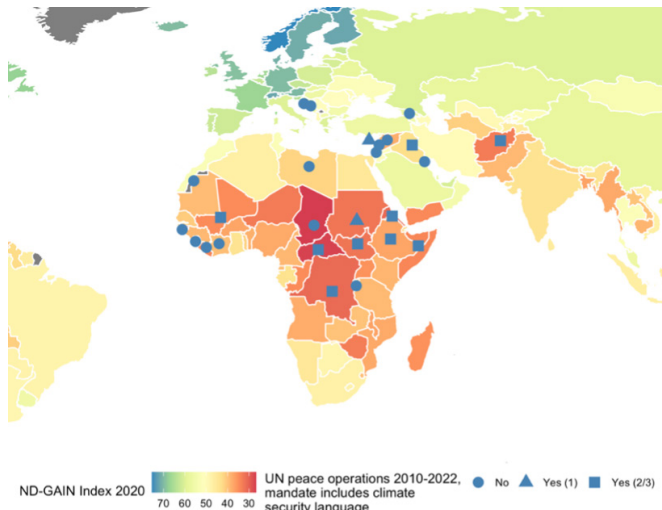 ND-GAIN Index 2020
70 60 50 40 30
UN peace operations 2010-2022,
mandate includes climate
security language
No
Yes (1)
Yes (2/3)